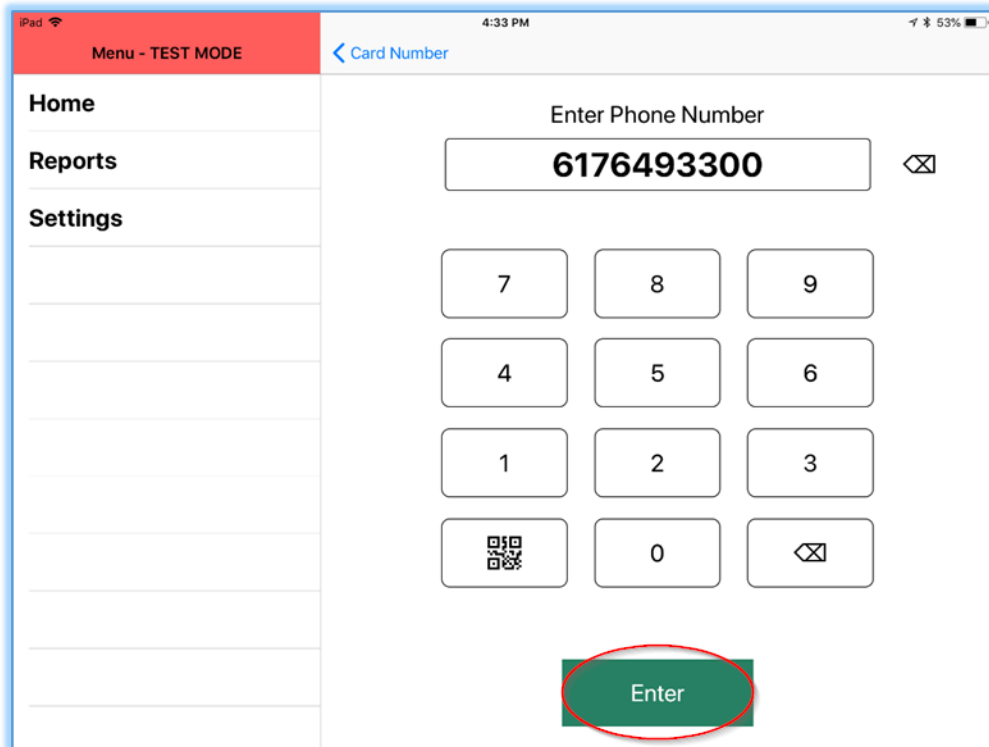 iPad 4:33 PM 53%
Menu - TEST MODE
Card Number
Home
Reports
Settings
Enter Phone Number
6176493300
7 8 9
4 5 6
1 2 3
0
Enter